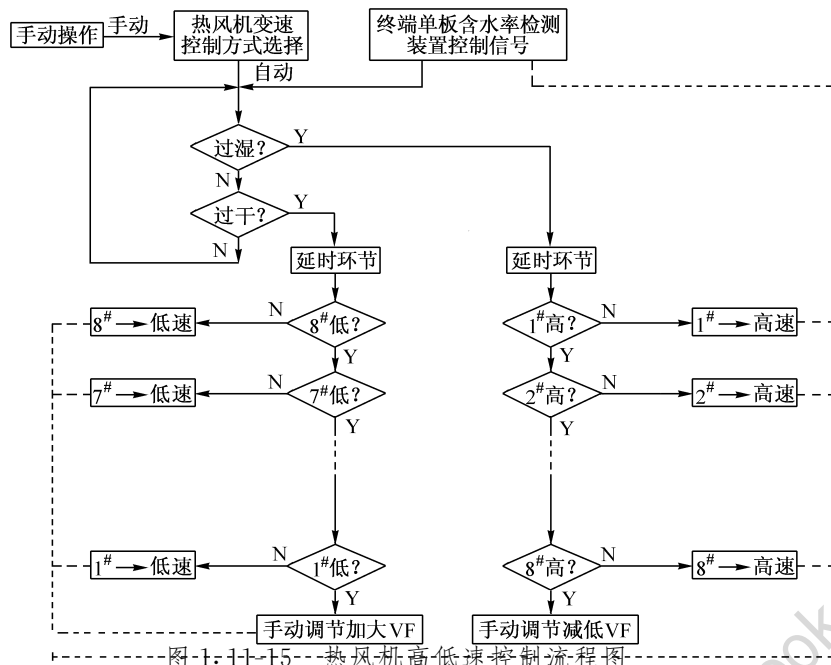 手动操作
手动
热风机变速
控制方式选择
终端单板含水率检测
装置控制信号
自动
过湿?
Y
N
过干?
Y
N
延时环节
延时环节
8#→低速
N
8#低?
Y
1#高?
N
Y
1#→高速
7#→低速
N
7#低?
Y
2#高?
N
Y
2#→高速
1#→低速
N
1#低?
Y
8#高?
N
Y
8#→高速
手动调节加大VF
手动调节减低VF
图 1.11-15 热风机高低速控制流程图
ook